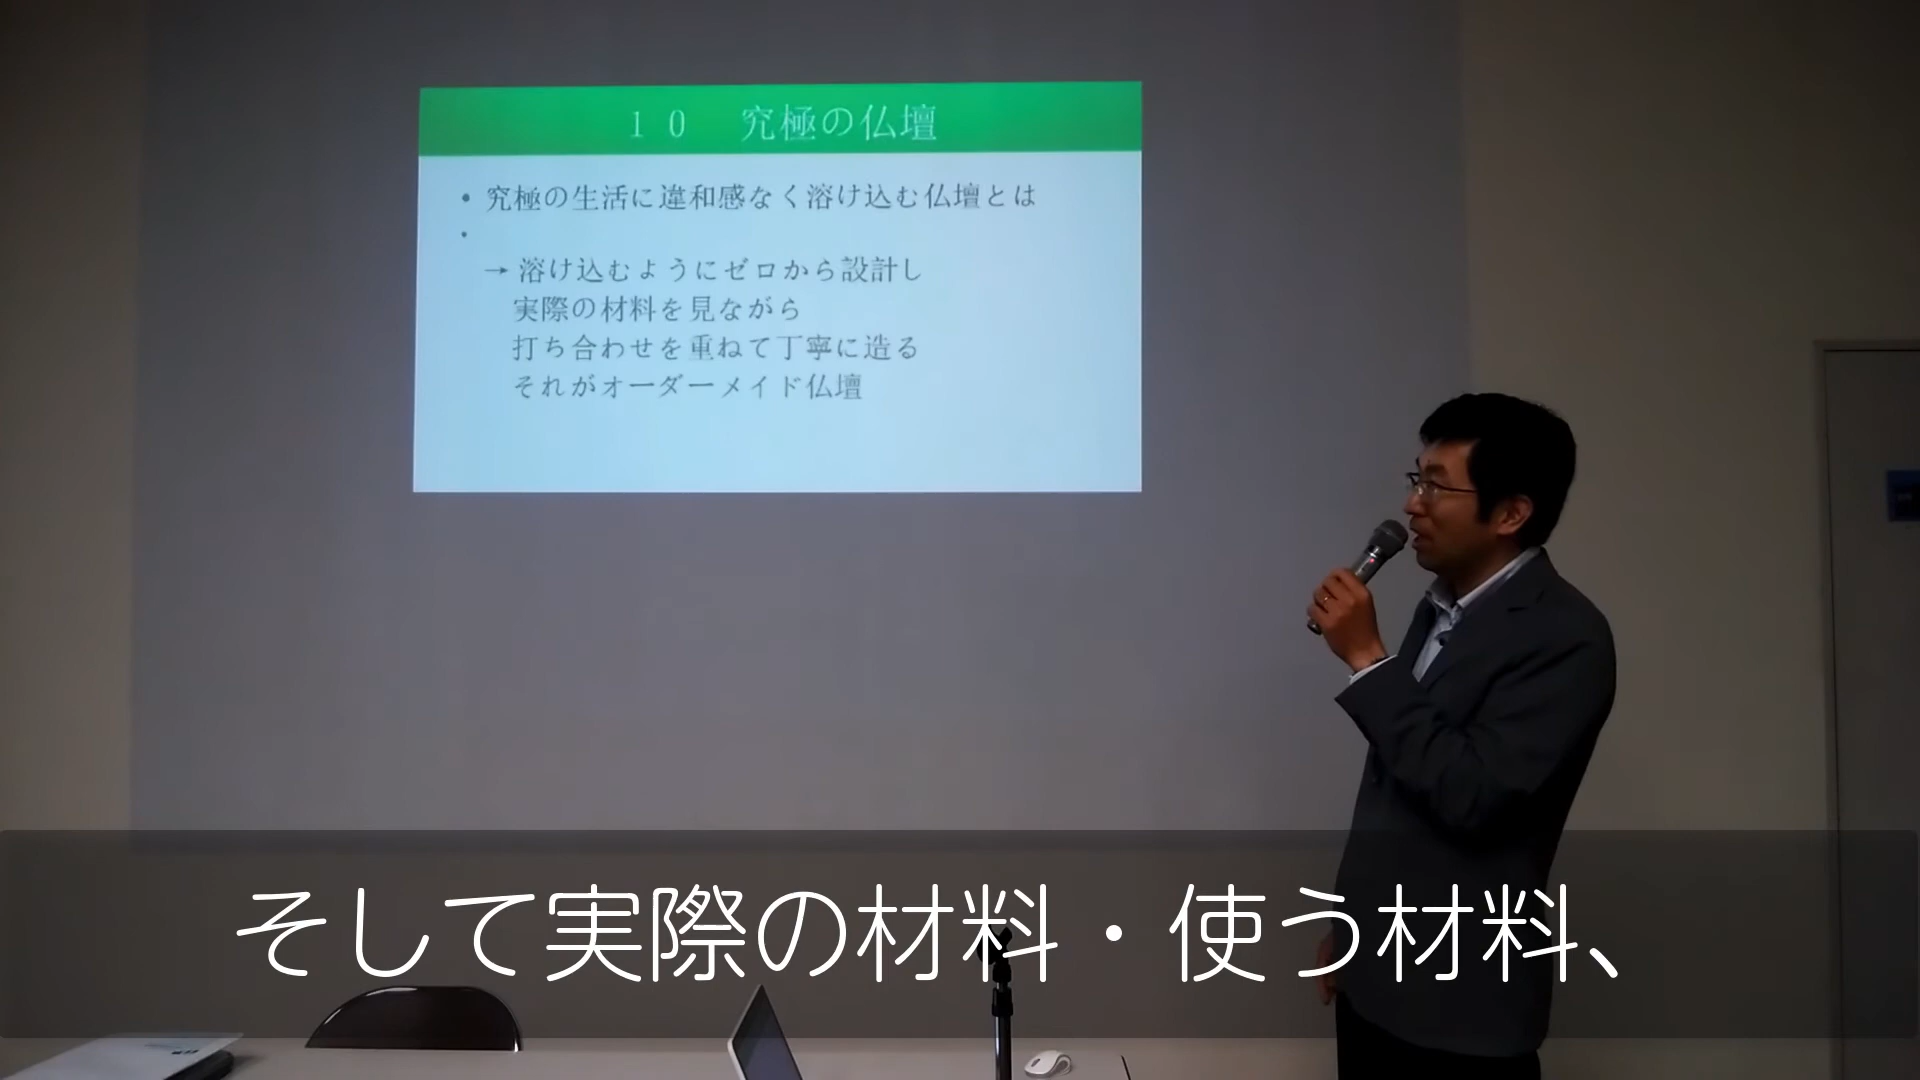 １０　究極の仏壇
• 究極の生活に違和感なく溶け込む仏壇とは
•
→ 溶け込むようにゼロから設計し
実際の材料を見ながら
打ち合わせを重ねて丁寧に造る
それがオーダーメイド仏壇
そして実際の材料・使う材料、